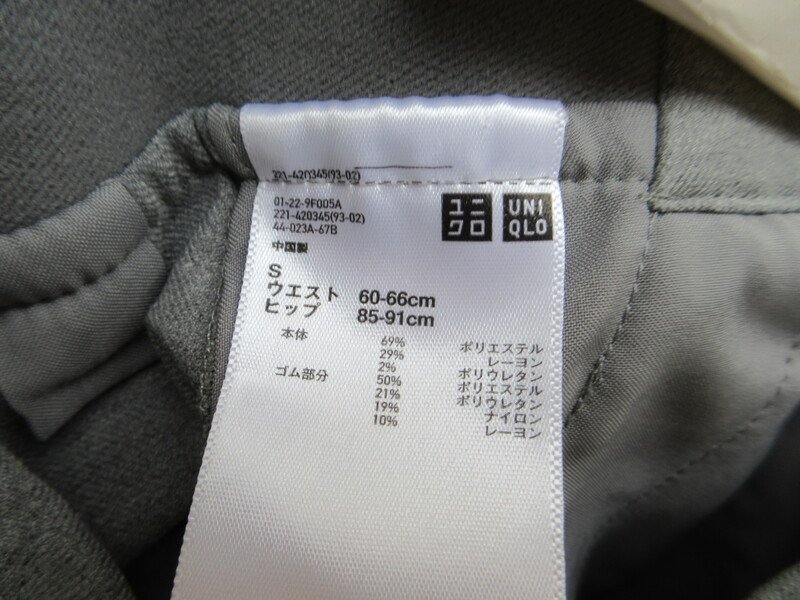 221-420345(93-02)
01-22-9F005A
221-420345(93-02)
44-023A-67B
中国製
ユニ
クロ
UNI
QLO
S
ウエスト 60-66cm
ヒップ 85-91cm
本体 69% ポリエステル
29% レーヨン
2% ポリウレタン
ゴム部分 50% ポリエステル
21% ポリウレタン
19% ナイロン
10% レーヨン